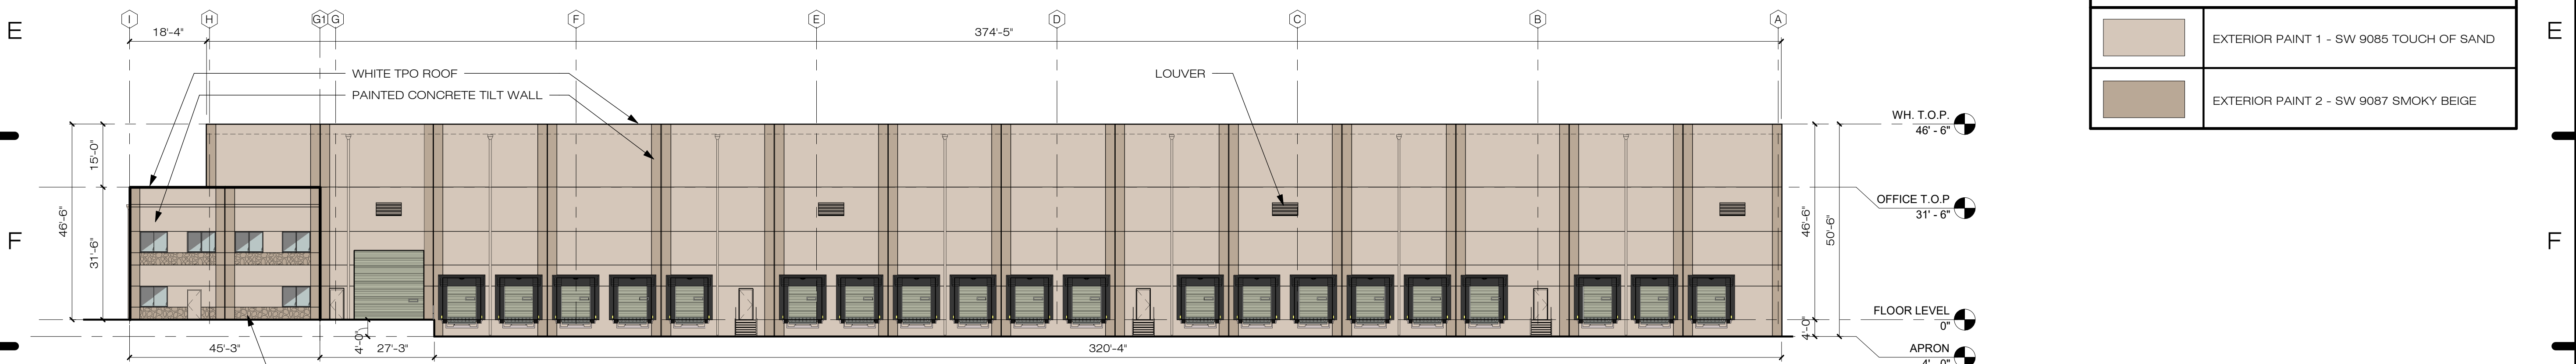 I
H
G1
G
F
E
D
C
B
A
E
E
18'-4"
374'-5"
EXTERIOR PAINT 1 - SW 9085 TOUCH OF SAND
WHITE TPO ROOF
LOUVER
PAINTED CONCRETE TILT WALL
EXTERIOR PAINT 2 - SW 9087 SMOKY BEIGE
WH. T.O.P.
46' - 6"
15'-0"
46'-6"
31'-6"
OFFICE T.O.P
31' - 6"
46'-6"
50'-6"
F
F
FLOOR LEVEL
0"
4'-0"
4'-0"
45'-3"
27'-3"
320'-4"
APRON